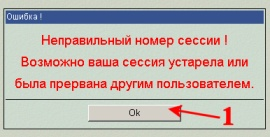 Ошибка !
Неправильный номер сессии !
Возможно ваша сессия устарела или
была прервана другим пользователем.
Ok
1